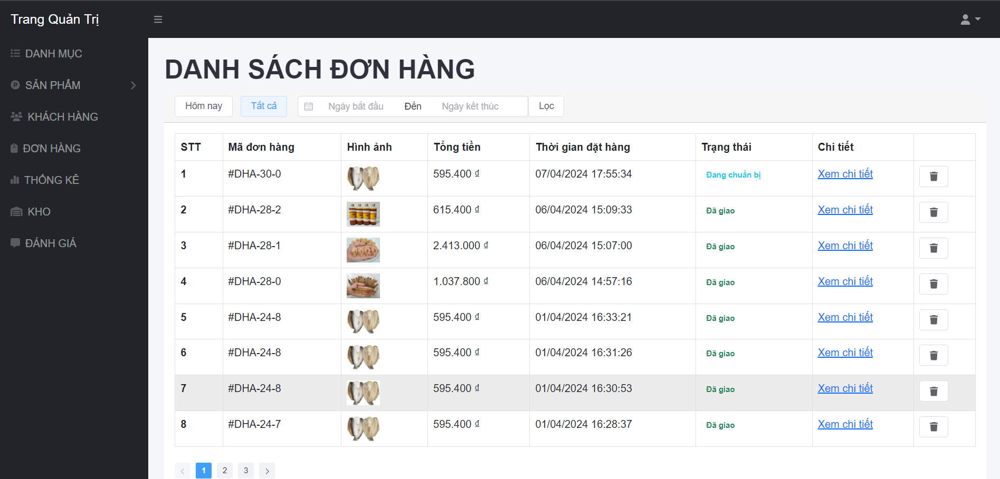 Trang Quản Trị
DANH MỤC
SẢN PHẨM
KHÁCH HÀNG
ĐƠN HÀNG
THỐNG KÊ
KHO
ĐÁNH GIÁ
DANH SÁCH ĐƠN HÀNG
Hôm nay Tất cả Ngày bắt đầu Đến Ngày kết thúc Lọc
STT Mã đơn hàng Hình ảnh Tổng tiền Thời gian đặt hàng Trạng thái Chi tiết
1 #DHA-30-0 595.400 ₫ 07/04/2024 17:55:34 Đang chuẩn bị Xem chi tiết
2 #DHA-28-2 615.400 ₫ 06/04/2024 15:09:33 Đã giao Xem chi tiết
3 #DHA-28-1 2.413.000 ₫ 06/04/2024 15:07:00 Đã giao Xem chi tiết
4 #DHA-28-0 1.037.800 ₫ 06/04/2024 14:57:16 Đã giao Xem chi tiết
5 #DHA-24-8 595.400 ₫ 01/04/2024 16:33:21 Đã giao Xem chi tiết
6 #DHA-24-8 595.400 ₫ 01/04/2024 16:31:26 Đã giao Xem chi tiết
7 #DHA-24-8 595.400 ₫ 01/04/2024 16:30:53 Đã giao Xem chi tiết
8 #DHA-24-7 595.400 ₫ 01/04/2024 16:28:37 Đã giao Xem chi tiết
1 2 3